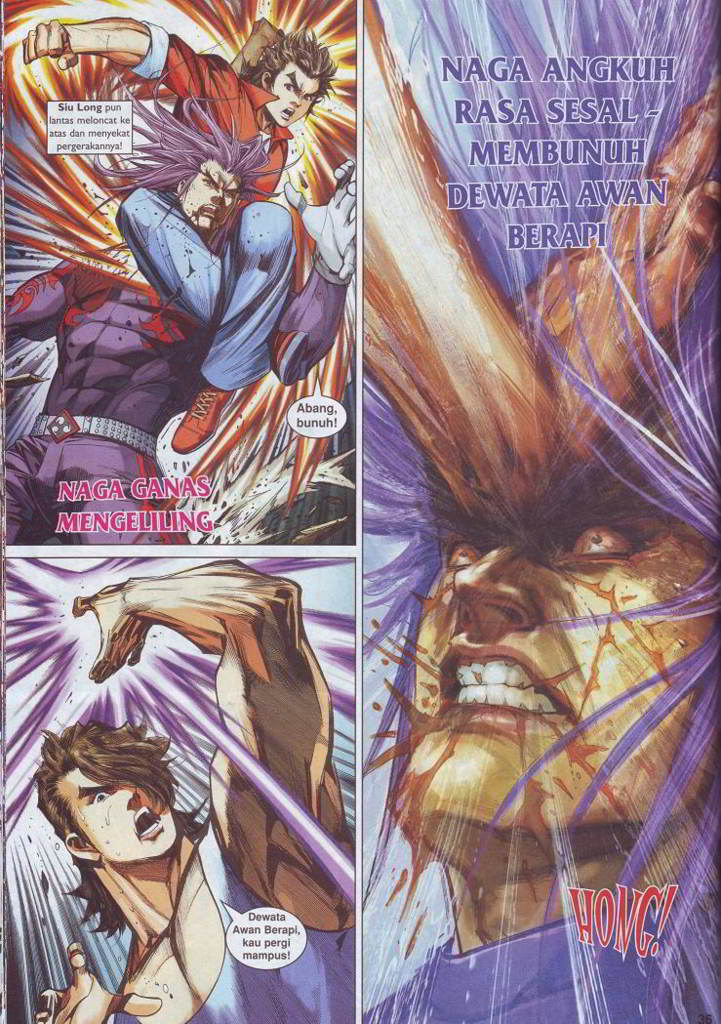 Siu Long pun
lantas meloncat ke
atas dan menyekat
pergerakannya!
Abang,
bunuh!
NAGA GANAS
MENGELILING
Dewata
Awan Berapi,
kau pergi
mampus!
NAGA ANGKUH
RASA SESAL -
MEMBUNUH
DEWATA AWAN
BERAPI
HONG!
35